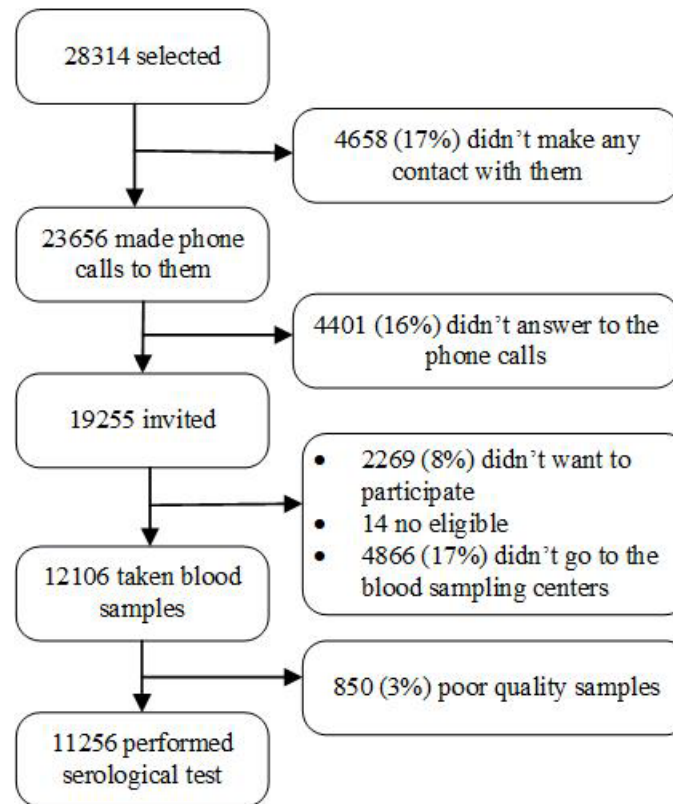 28314 selected
4658 (17%) didn’t make any
contact with them
23656 made phone
calls to them
4401 (16%) didn’t answer to the
phone calls
19255 invited
• 2269 (8%) didn’t want to
participate
• 14 no eligible
• 4866 (17%) didn’t go to the
blood sampling centers
12106 taken blood
samples
850 (3%) poor quality samples
11256 performed
serological test